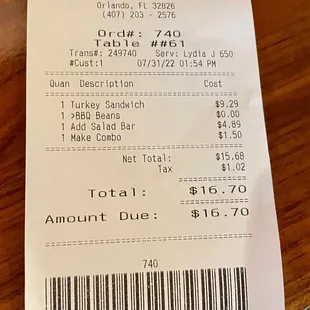 Orlando, FL 32826
(407) 203 - 2576
Ord#: 740
Table ##61
Trans#: 249740 Serv: Lydia J 650
#Cust:1 07/31/22 01:54 PM
Quan Description Cost
1 Turkey Sandwich $9.29
1 >BBQ Beans $0.00
1 Add Salad Bar $4.89
1 Make Combo $1.50
Net Total: $15.68
Tax $1.02
Total: $16.70
Amount Due: $16.70
740